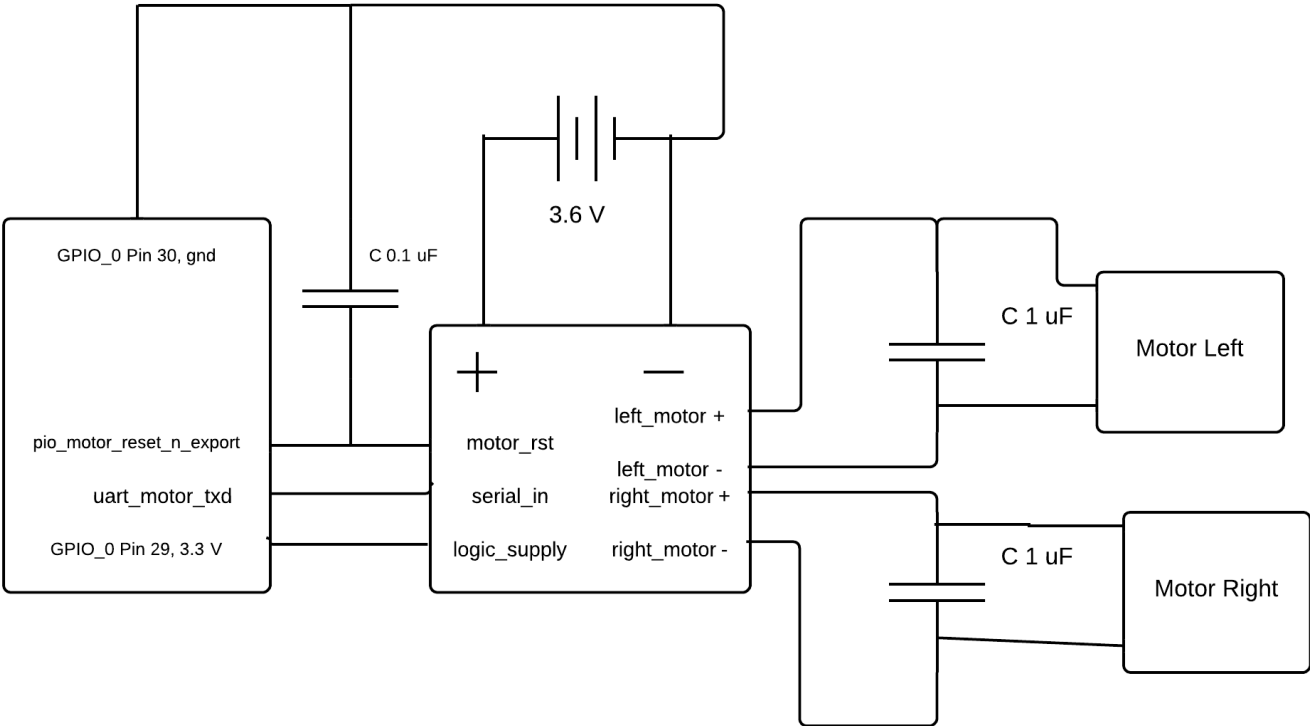 3.6 V
GPIO_0 Pin 30, gnd
C 0.1 uF
pio_motor_reset_n_export
uart_motor_txd
GPIO_0 Pin 29, 3.3 V
+
—
motor_rst
serial_in
logic_supply
left_motor +
left_motor -
right_motor +
right_motor -
C 1 uF
Motor Left
C 1 uF
Motor Right